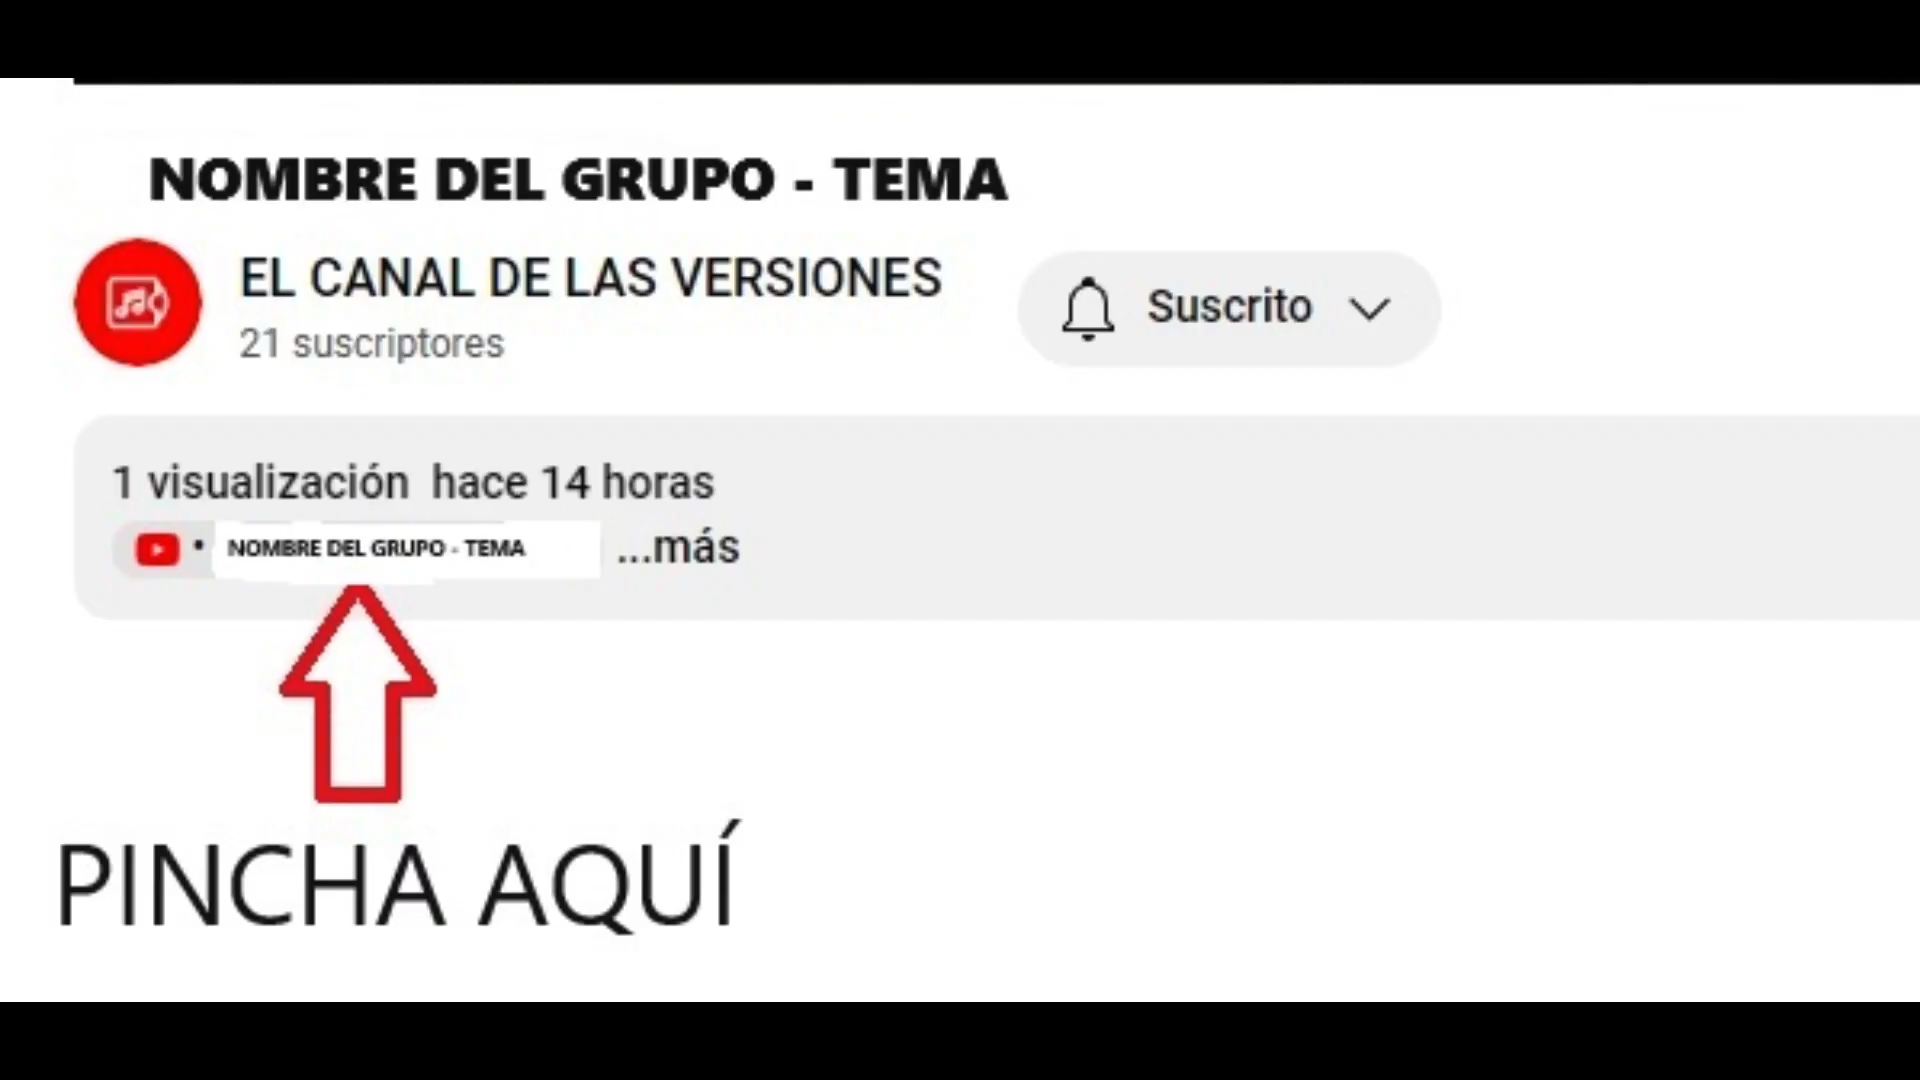 NOMBRE DEL GRUPO - TEMA
EL CANAL DE LAS VERSIONES
21 suscriptores
Suscrito
1 visualización hace 14 horas
• NOMBRE DEL GRUPO - TEMA ...más
PINCHA AQUÍ